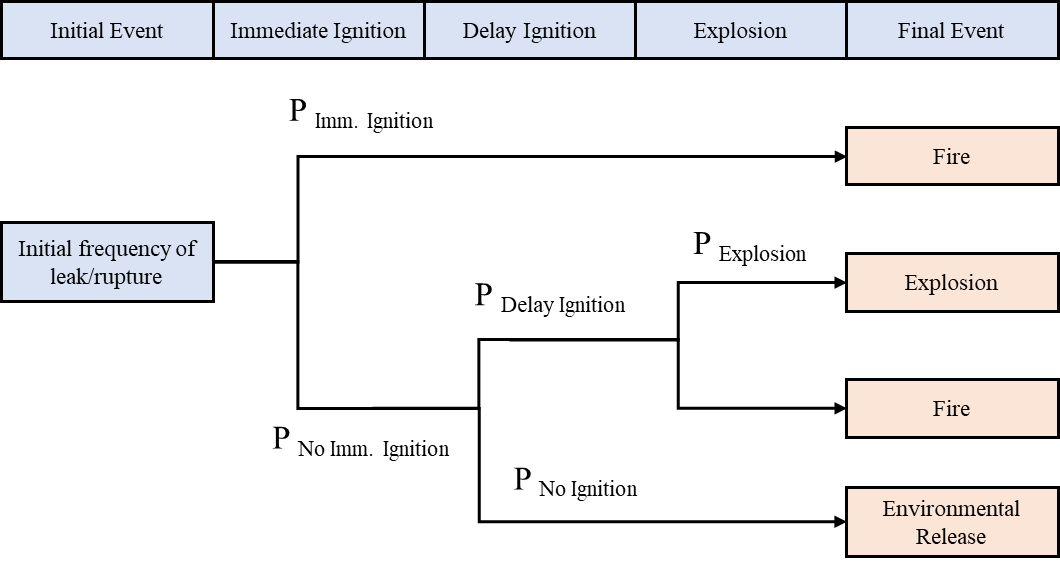 Initial Event
Immediate Ignition
Delay Ignition
Explosion
Final Event
P Imm. Ignition
Fire
Initial frequency of
leak/rupture
P Explosion
Explosion
P Delay Ignition
Fire
P No Imm. Ignition
P No Ignition
Environmental
Release